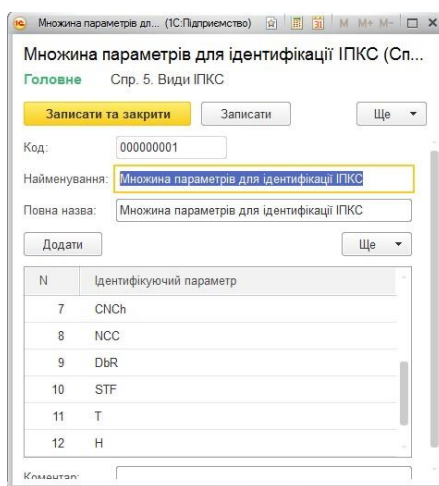 Множина параметрів дл... (1С:Підприємство) M M+ M-
Множина параметрів для ідентифікації ІПКС (Сп...
Головне Спр. 5. Види ІПКС
Записати та закрити Записати Ще
Код: 000000001
Найменування: Множина параметрів для ідентифікації ІПКС
Повна назва: Множина параметрів для ідентифікації ІПКС
Додати Ще
N Ідентифікуючий параметр
7 CNCh
8 NCC
9 DbR
10 STF
11 T
12 H
Коментар: